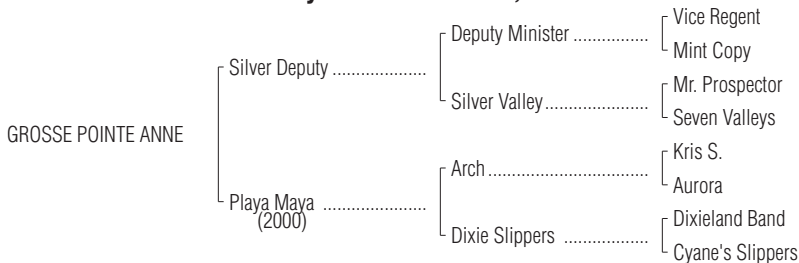 Vice Regent
Deputy Minister ................
Mint Copy
Silver Deputy ....................
Mr. Prospector
Silver Valley......................
Seven Valleys
GROSSE POINTE ANNE
Kris S.
Arch..................................
Aurora
Playa Maya ......................
(2000)
Dixieland Band
Dixie Slippers ..................
Cyane's Slippers